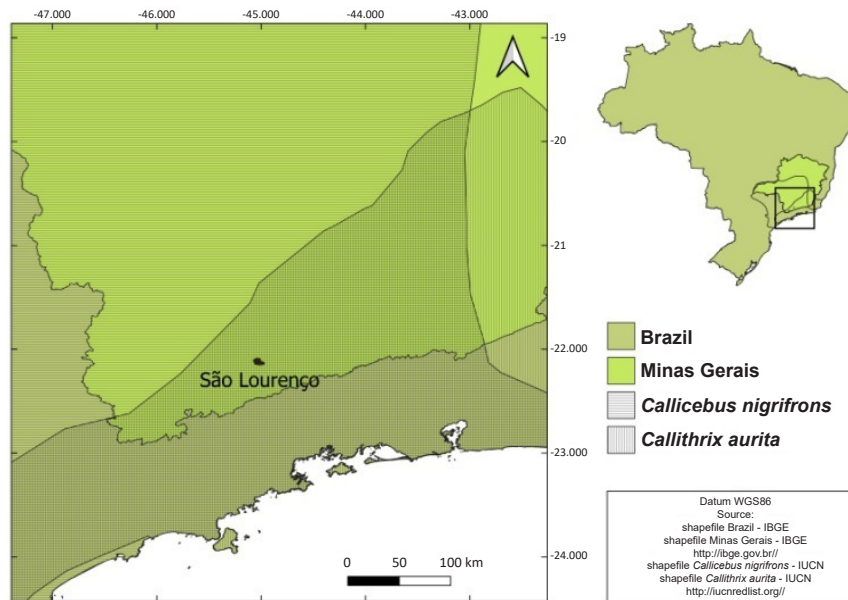 -47.000 -46.000 -45.000 -44.000 -43.000
-19
-20
-21
-22.000
-23.000
-24.000
São Lourenço
0 50 100 km
Brazil
Minas Gerais
Callicebus nigrifrons
Callithrix aurita
Datum WGS86
Source:
shapefile Brazil - IBGE
shapefile Minas Gerais - IBGE
http://ibge.gov.br//
shapefile Callicebus nigrifrons - IUCN
shapefile Callithrix aurita - IUCN
http://iucnredlist.org//